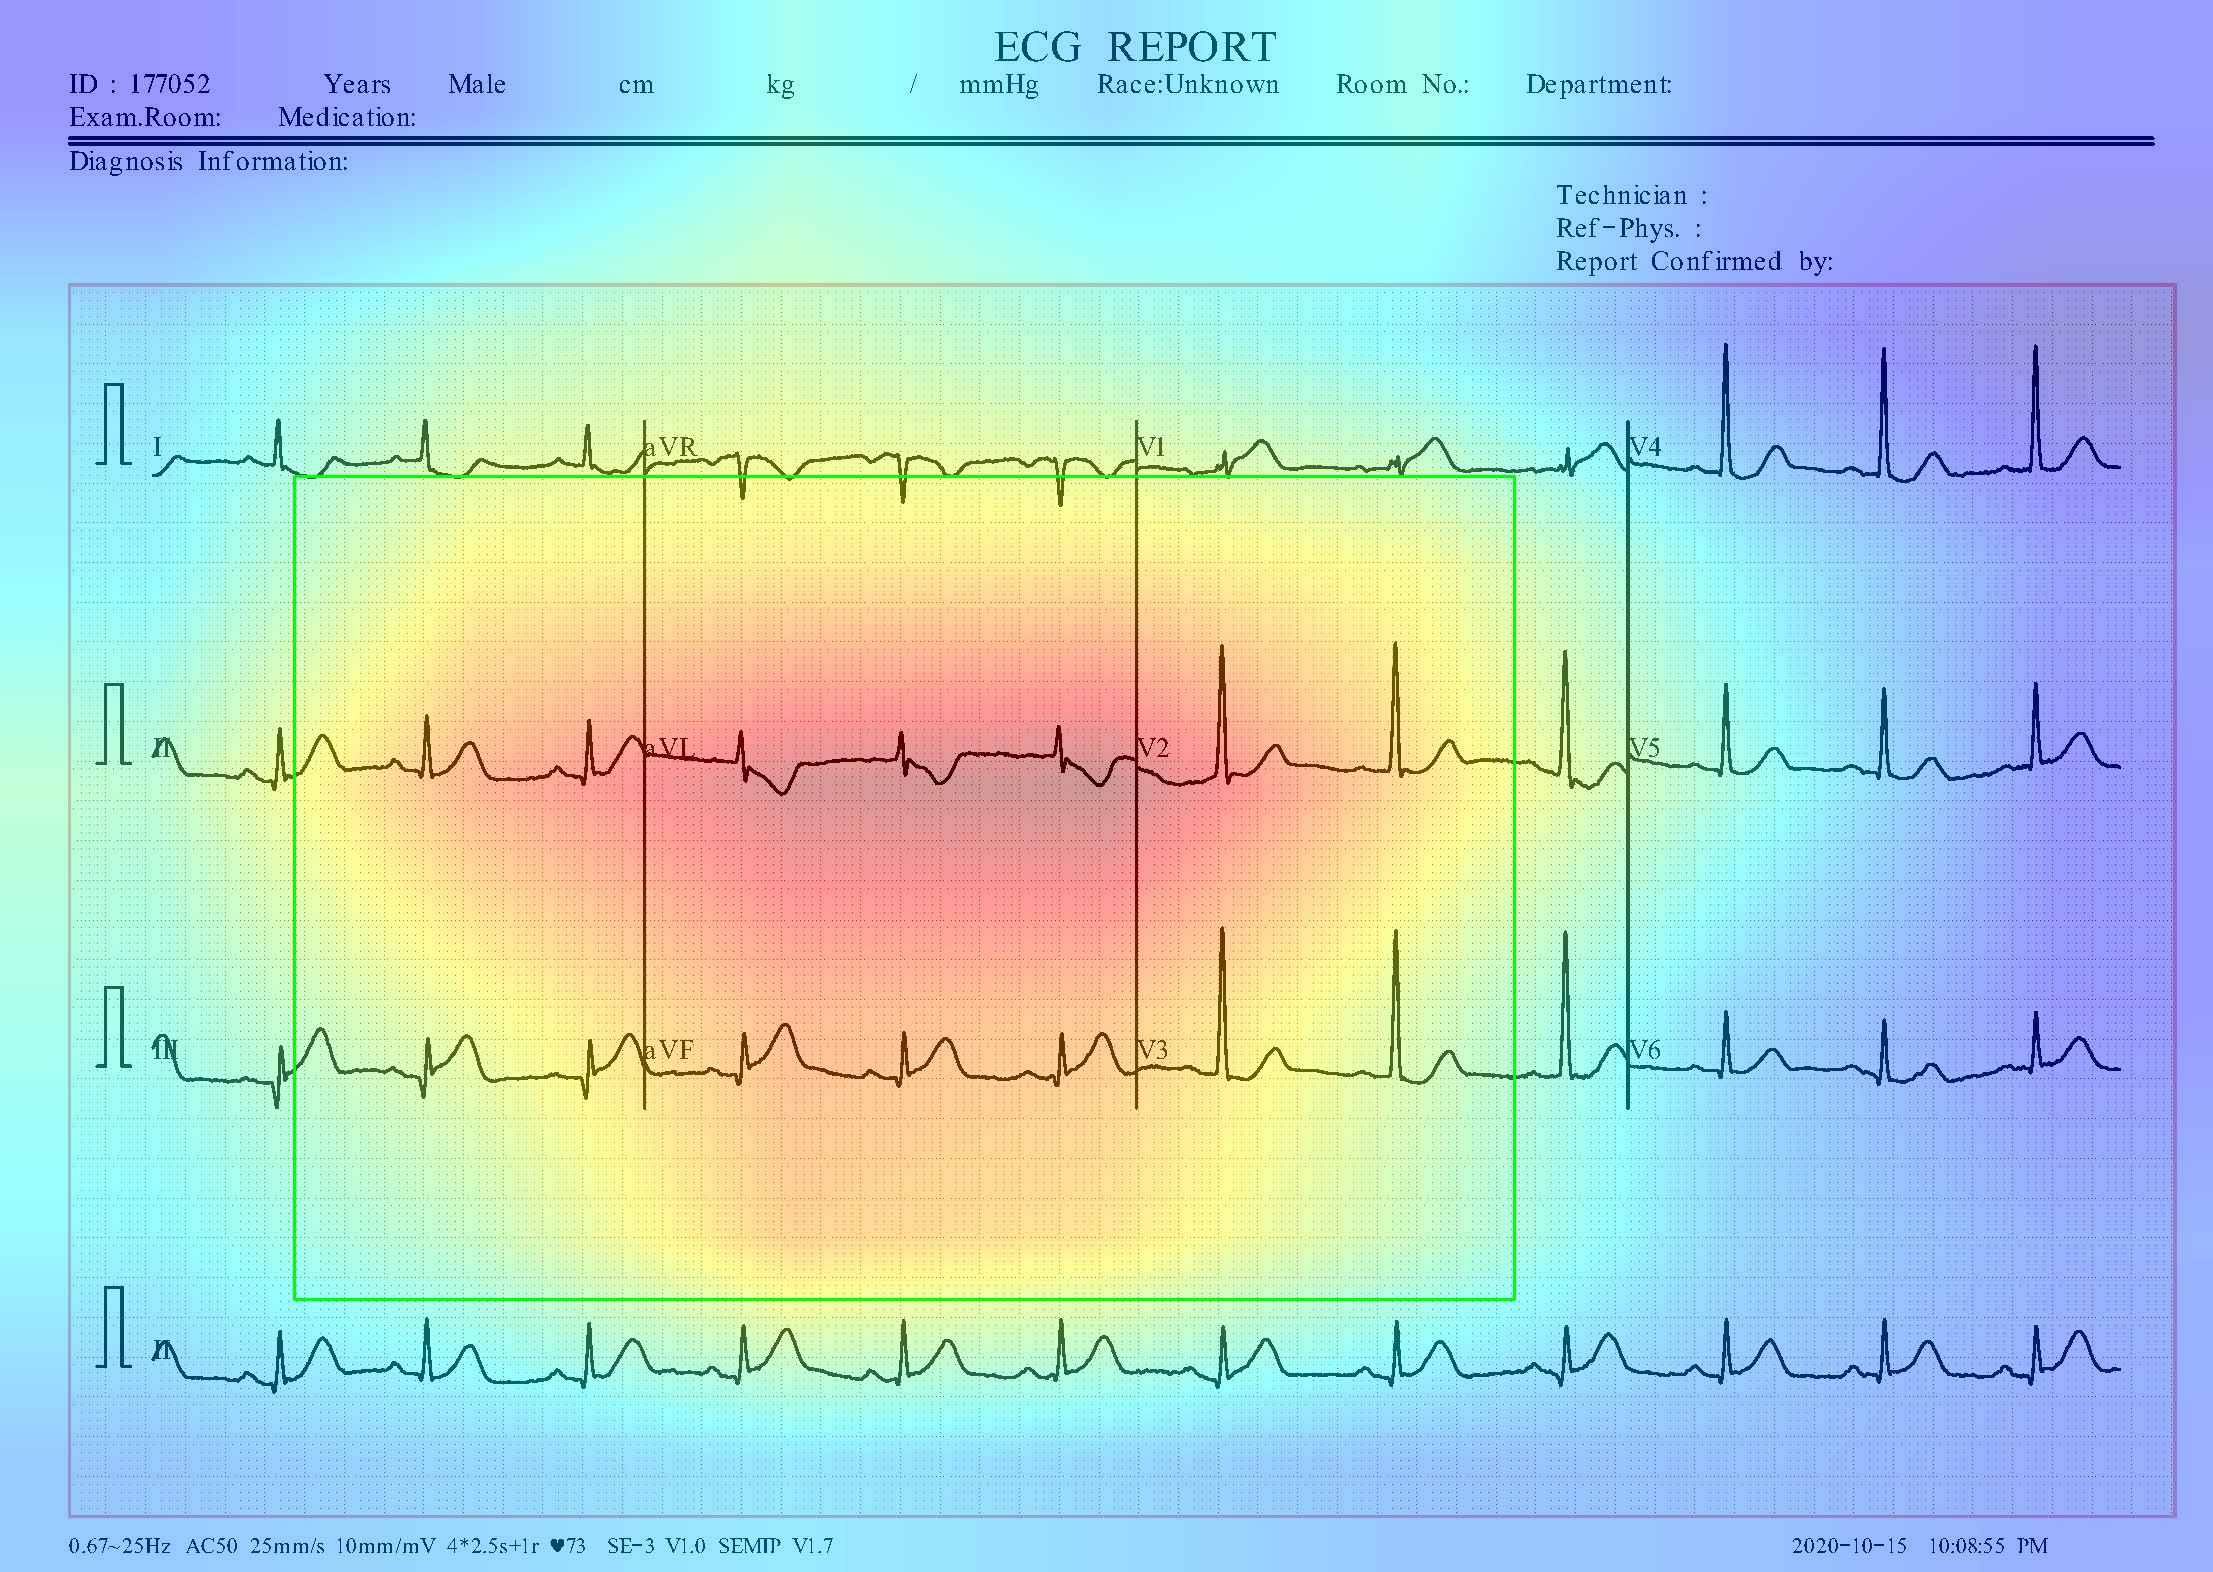 ECG REPORT
ID : 177052 Years Male cm kg / mmHg Race:Unknown Room No.: Department:
Exam.Room: Medication:
Diagnosis Information:
Technician :
Ref-Phys. :
Report Confirmed by:
I aVR V1 V4
II aVL V2 V5
III aVF V3 V6
II
0.67~25Hz AC50 25mm/s 10mm/mV 4*2.5s+1r ♥73 SE-3 V1.0 SEMIP V1.7
2020-10-15 10:08:55 PM